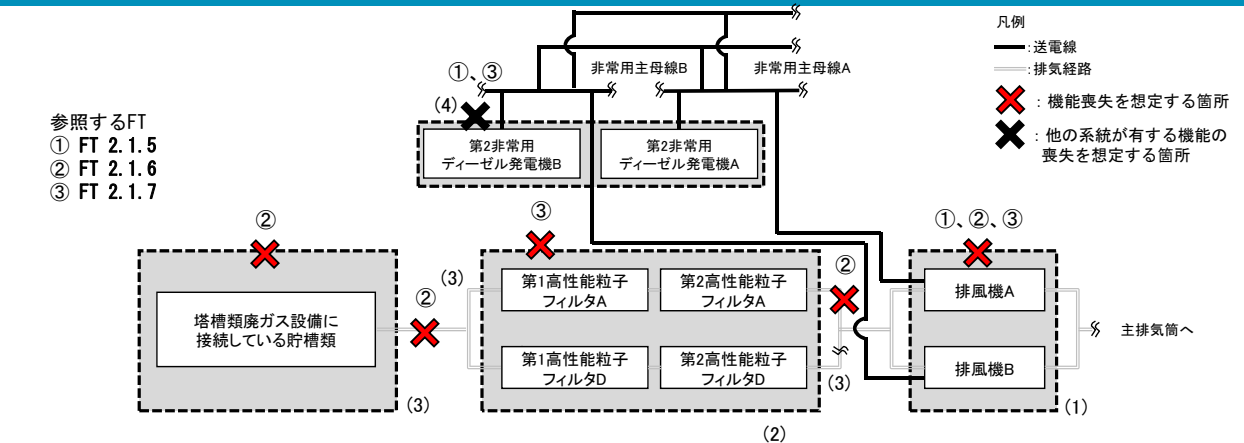 凡例
:送電線
:排気経路
:機能喪失を想定する箇所
:他の系統が有する機能の
喪失を想定する箇所
参照するFT
① FT 2.1.5
② FT 2.1.6
③ FT 2.1.7
非常用主母線B
非常用主母線A
①、③
(4)
第2非常用
ディーゼル発電機B
第2非常用
ディーゼル発電機A
②
塔槽類廃ガス設備に
接続している貯槽類
(3)
②
(3)
③
第1高性能粒子
フィルタA
第2高性能粒子
フィルタA
第1高性能粒子
フィルタD
第2高性能粒子
フィルタD
(2)
②
(3)
①、②、③
排風機A
排風機B
(1)
主排気筒へ